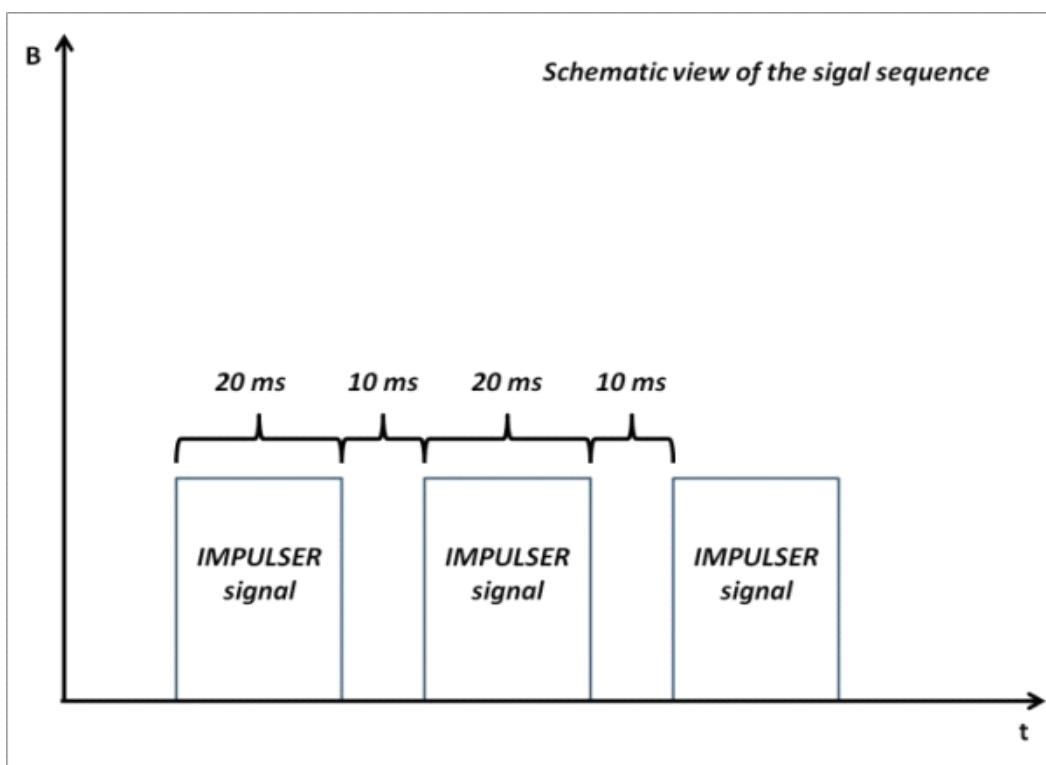 B
Schematic view of the sigal sequence
20 ms 10 ms 20 ms 10 ms
IMPULSER IMPULSER IMPULSER
signal signal signal
t